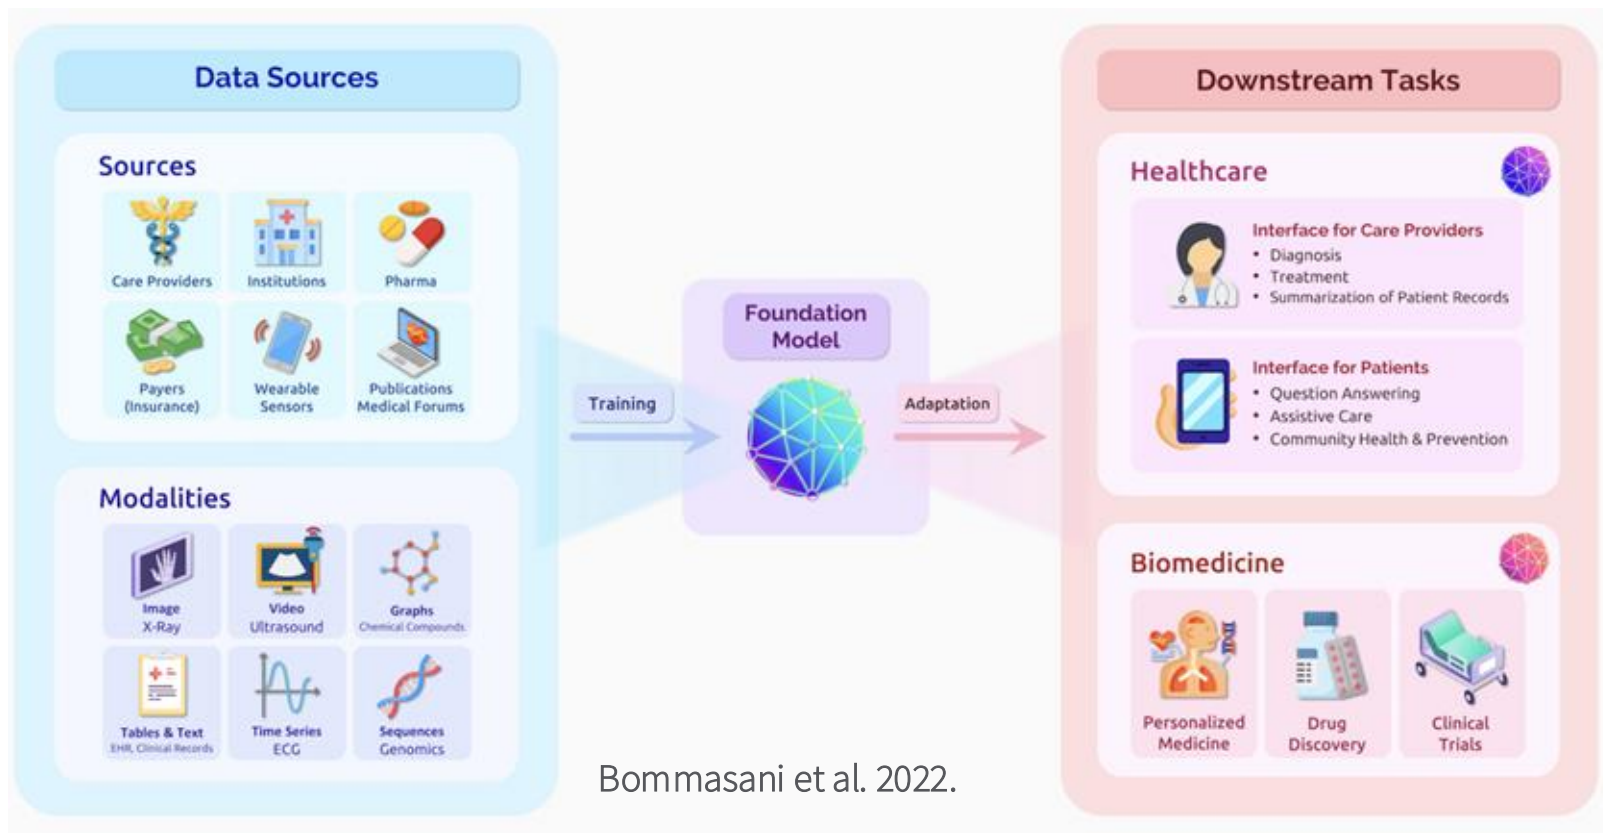 Data Sources
Sources
Care Providers
Institutions
Pharma
Payers
(Insurance)
Wearable
Sensors
Publications
Medical Forums
Modalities
Image
X-Ray
Video
Ultrasound
Graphs
Chemical Compounds
Tables & Text
EHR, Clinical Records
Time Series
ECG
Sequences
Genomics
Training
Foundation
Model
Adaptation
Downstream Tasks
Healthcare
Interface for Care Providers
• Diagnosis
• Treatment
• Summarization of Patient Records
Interface for Patients
• Question Answering
• Assistive Care
• Community Health & Prevention
Biomedicine
Personalized
Medicine
Drug
Discovery
Clinical
Trials
Bommasani et al. 2022.